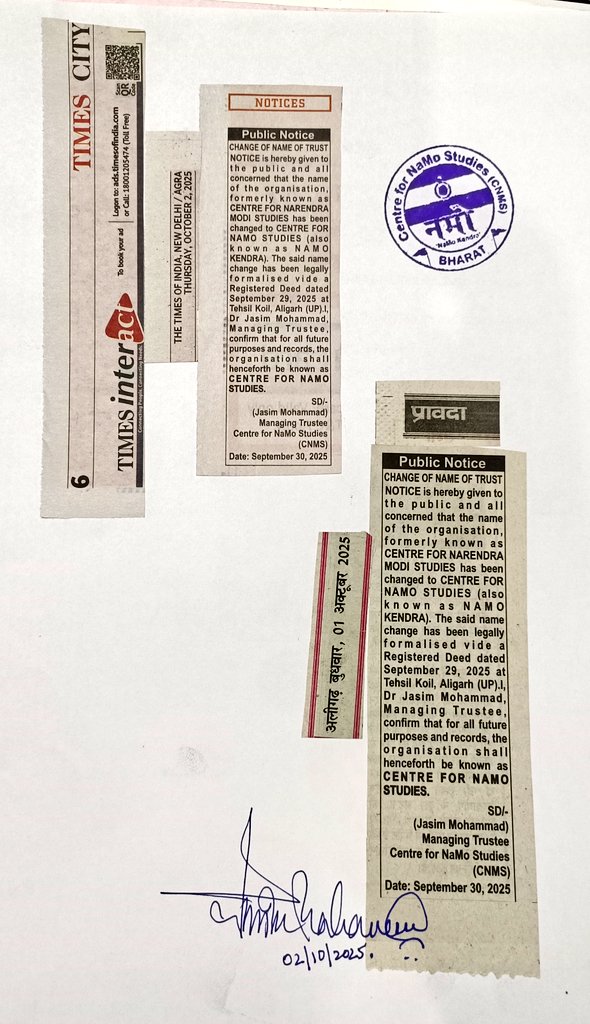 TIMES CITY
Scan
QR
Code
Logon to: ads.timesofindia.com
or Call: 18001205474 (Toll Free)
To book your ad
TIMES interact
Connecting People, Connecting Needs
6
THE TIMES OF INDIA, NEW DELHI / AGRA
THURSDAY, OCTOBER 2, 2025
NOTICES
Public Notice
CHANGE OF NAME OF TRUST
NOTICE is hereby given to
the public and all
concerned that the name
of the organisation,
formerly known as
CENTRE FOR NARENDRA
MODI STUDIES has been
changed to CENTRE FOR
NAMO STUDIES (also
known as NAMO
KENDRA). The said name
change has been legally
formalised vide a
Registered Deed dated
September 29, 2025 at
Tehsil Koil, Aligarh (UP).I,
Dr Jasim Mohammad,
Managing Trustee,
confirm that for all future
purposes and records, the
organisation shall
henceforth be known as
CENTRE FOR NAMO
STUDIES.
SD/-
(Jasim Mohammad)
Managing Trustee
Centre for NaMo Studies
(CNMS)
Date: September 30, 2025
Centre for NaMo Studies (CNMS)
नमो
"NaMo Kendra"
BHARAT
प्रावदा
अलीगढ़ बुधवार, 01 अक्टूबर 2025
Public Notice
CHANGE OF NAME OF TRUST
NOTICE is hereby given to
the public and all
concerned that the name
of the organisation,
formerly known as
CENTRE FOR NARENDRA
MODI STUDIES has been
changed to CENTRE FOR
NAMO STUDIES (also
known as NAMO
KENDRA). The said name
change has been legally
formalised vide a
Registered Deed dated
September 29, 2025 at
Tehsil Koil, Aligarh (UP).I,
Dr Jasim Mohammad,
Managing Trustee,
confirm that for all future
purposes and records, the
organisation shall
henceforth be known as
CENTRE FOR NAMO
STUDIES.
SD/-
(Jasim Mohammad)
Managing Trustee
Centre for NaMo Studies
(CNMS)
Date: September 30, 2025
02/10/2025.